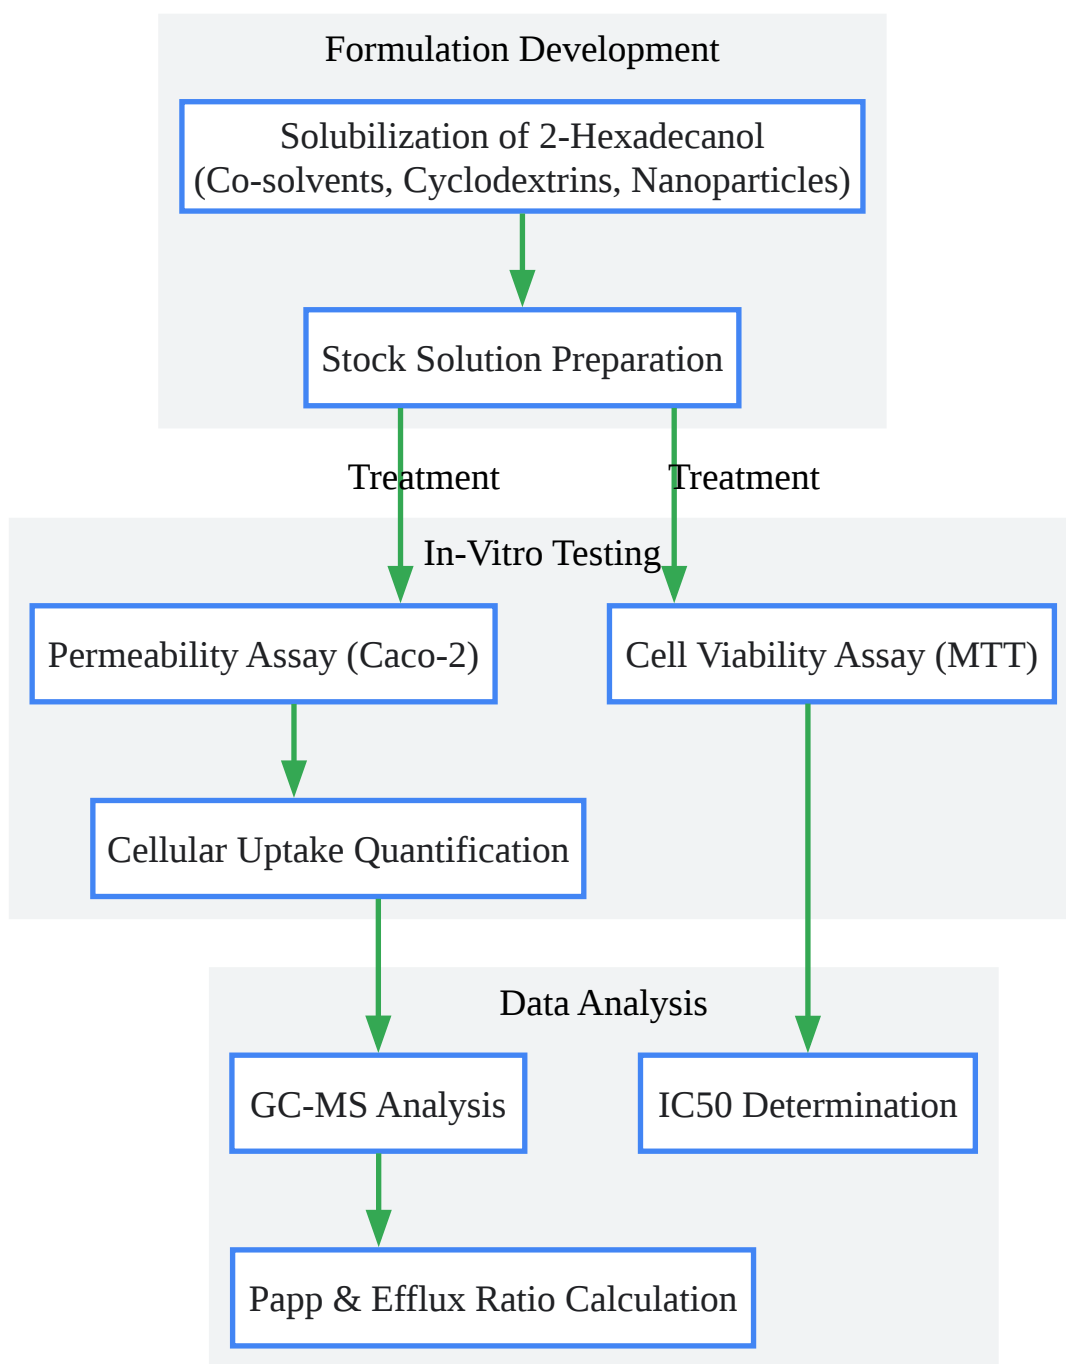 Formulation Development
Solubilization of 2-Hexadecanol
(Co-solvents, Cyclodextrins, Nanoparticles)
Stock Solution Preparation
Treatment
Treatment
In-Vitro Testing
Permeability Assay (Caco-2)
Cell Viability Assay (MTT)
Cellular Uptake Quantification
Data Analysis
GC-MS Analysis
IC50 Determination
Papp & Efflux Ratio Calculation